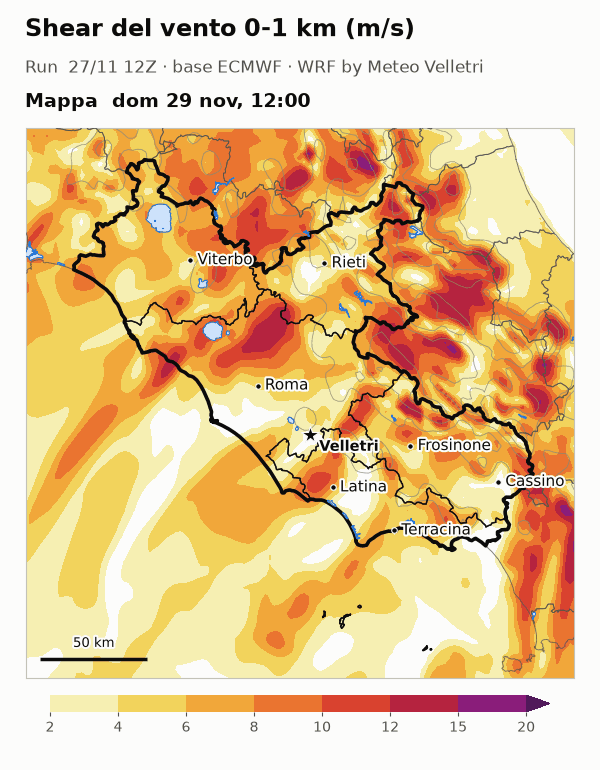 Shear del vento 0-1 km (m/s)
Run  27/11 12Z · base ECMWF · WRF by Meteo Velletri
Mappa  dom 29 nov, 12:00
Viterbo
Rieti
Roma
Velletri
Frosinone
Latina
Cassino
Terracina
50 km
2 4 6 8 10 12 15 20